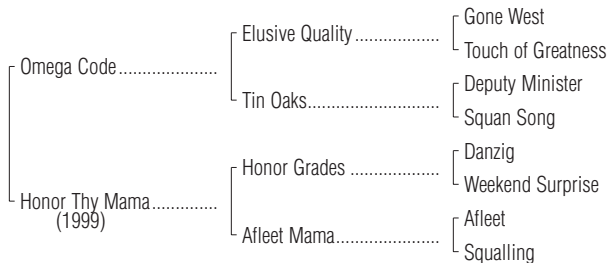 Gone West
Elusive Quality
Touch of Greatness
Omega Code
Deputy Minister
Tin Oaks
Squan Song
Danzig
Honor Grades
Weekend Surprise
Honor Thy Mama
(1999)
Afleet
Afleet Mama
Squalling